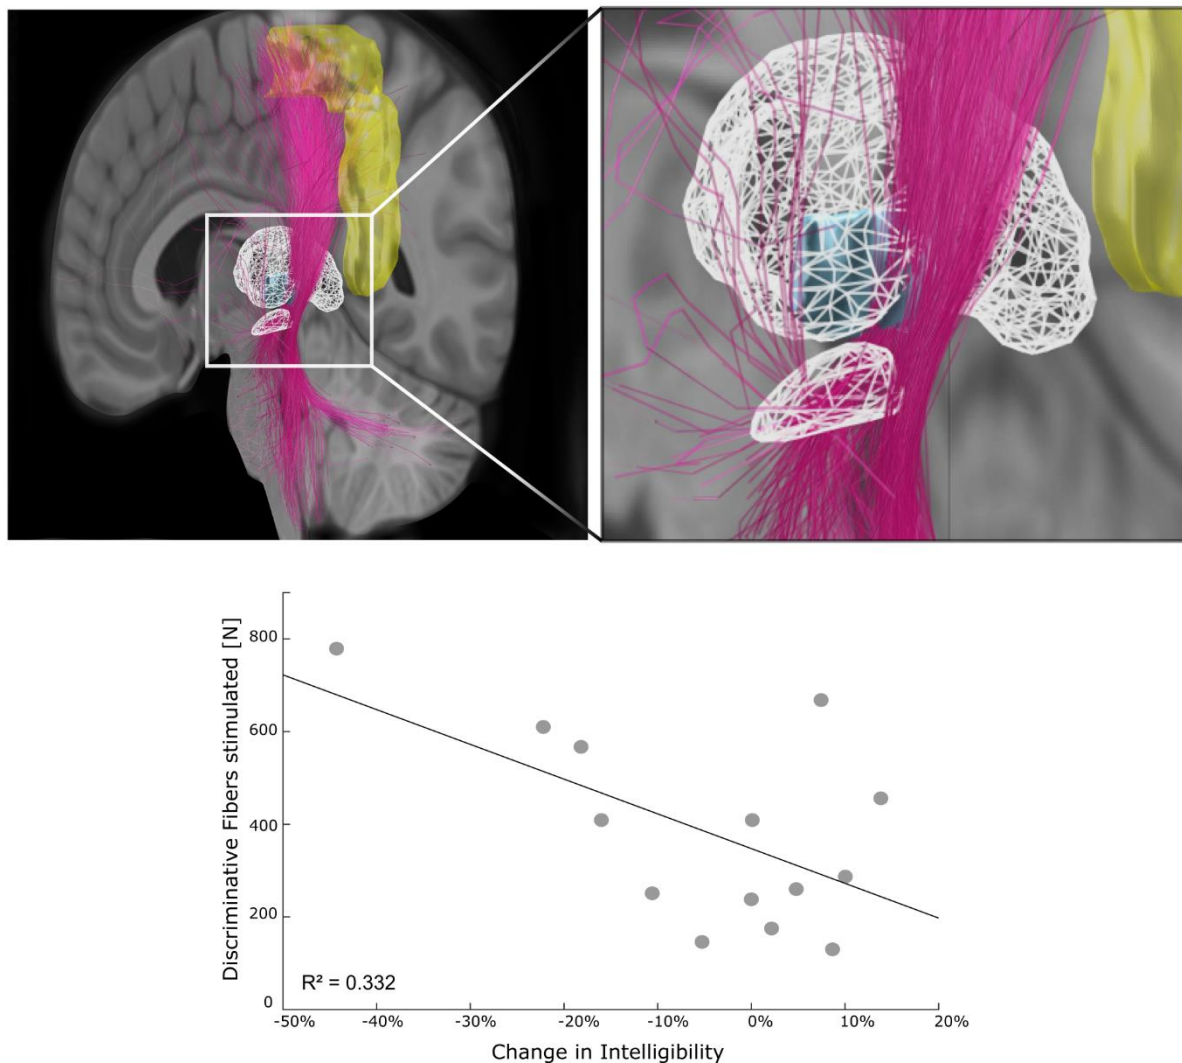 Discriminative Fibers stimulated [N]
800
600
400
200
0
R² = 0.332
-50% -40% -30% -20% -10% 0% 10% 20%
Change in Intelligibility